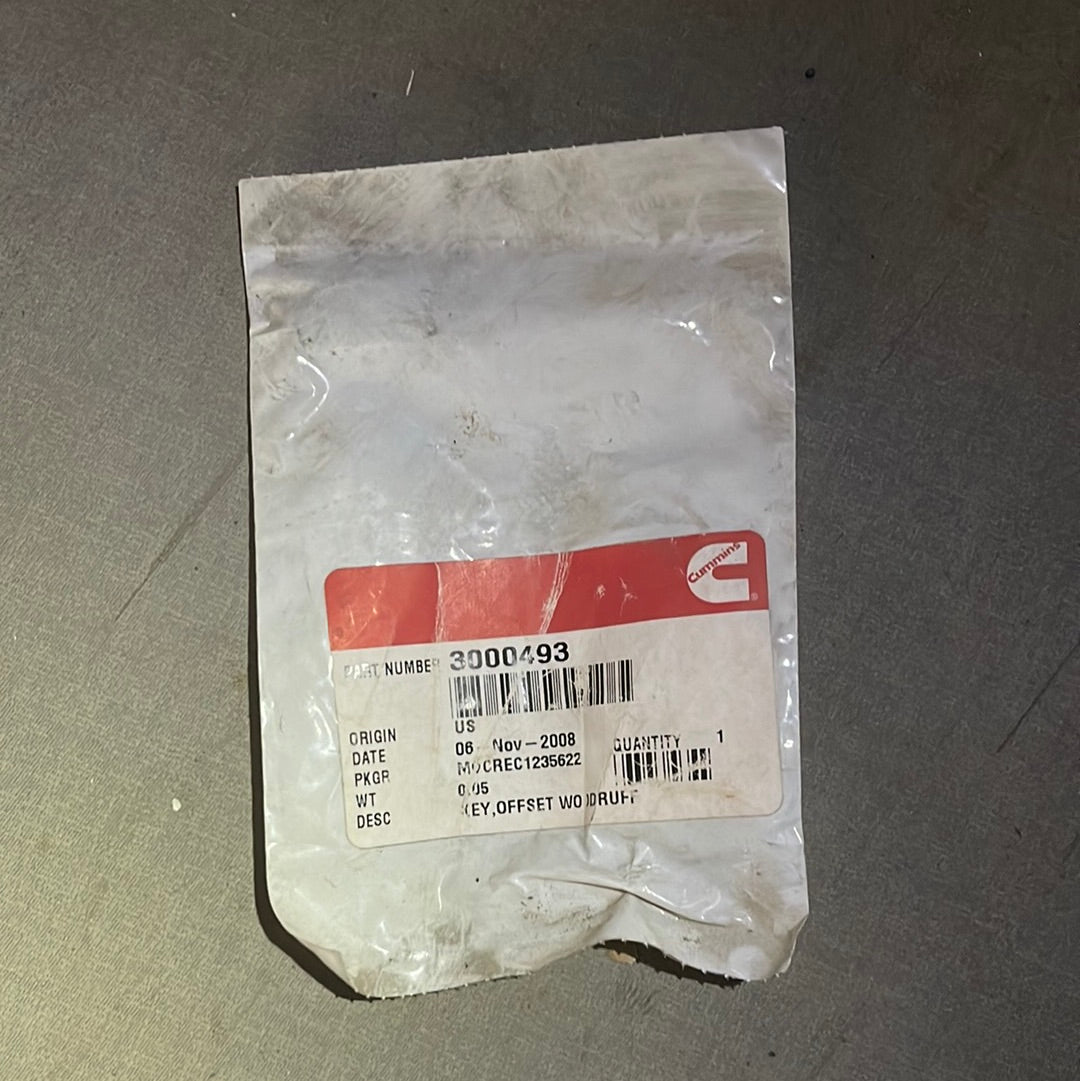 Cummins
®
PART NUMBER 3000493
ORIGIN US
DATE 06 Nov-2008 QUANTITY 1
PKGR
WT 0.05
DESC KEY,OFFSET WOODRUFF